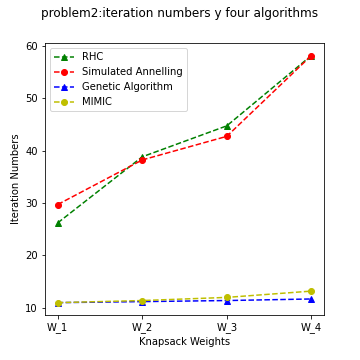 problem2:iteration numbers y four algorithms
RHC
Simulated Annelling
Genetic Algorithm
MIMIC
60
50
40
30
20
10
Iteration Numbers
W_1 W_2 W_3 W_4
Knapsack Weights